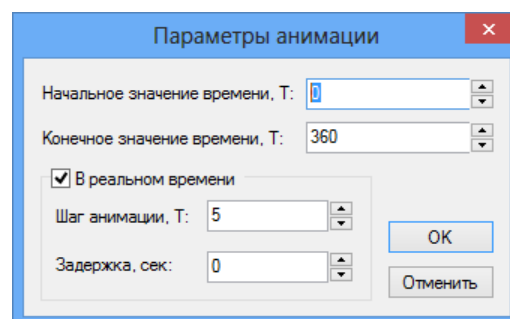 Параметры анимации
Начальное значение времени, T: 0
Конечное значение времени, T: 360
В реальном времени
Шаг анимации, T: 5
Задержка, сек: 0
OK
Отменить